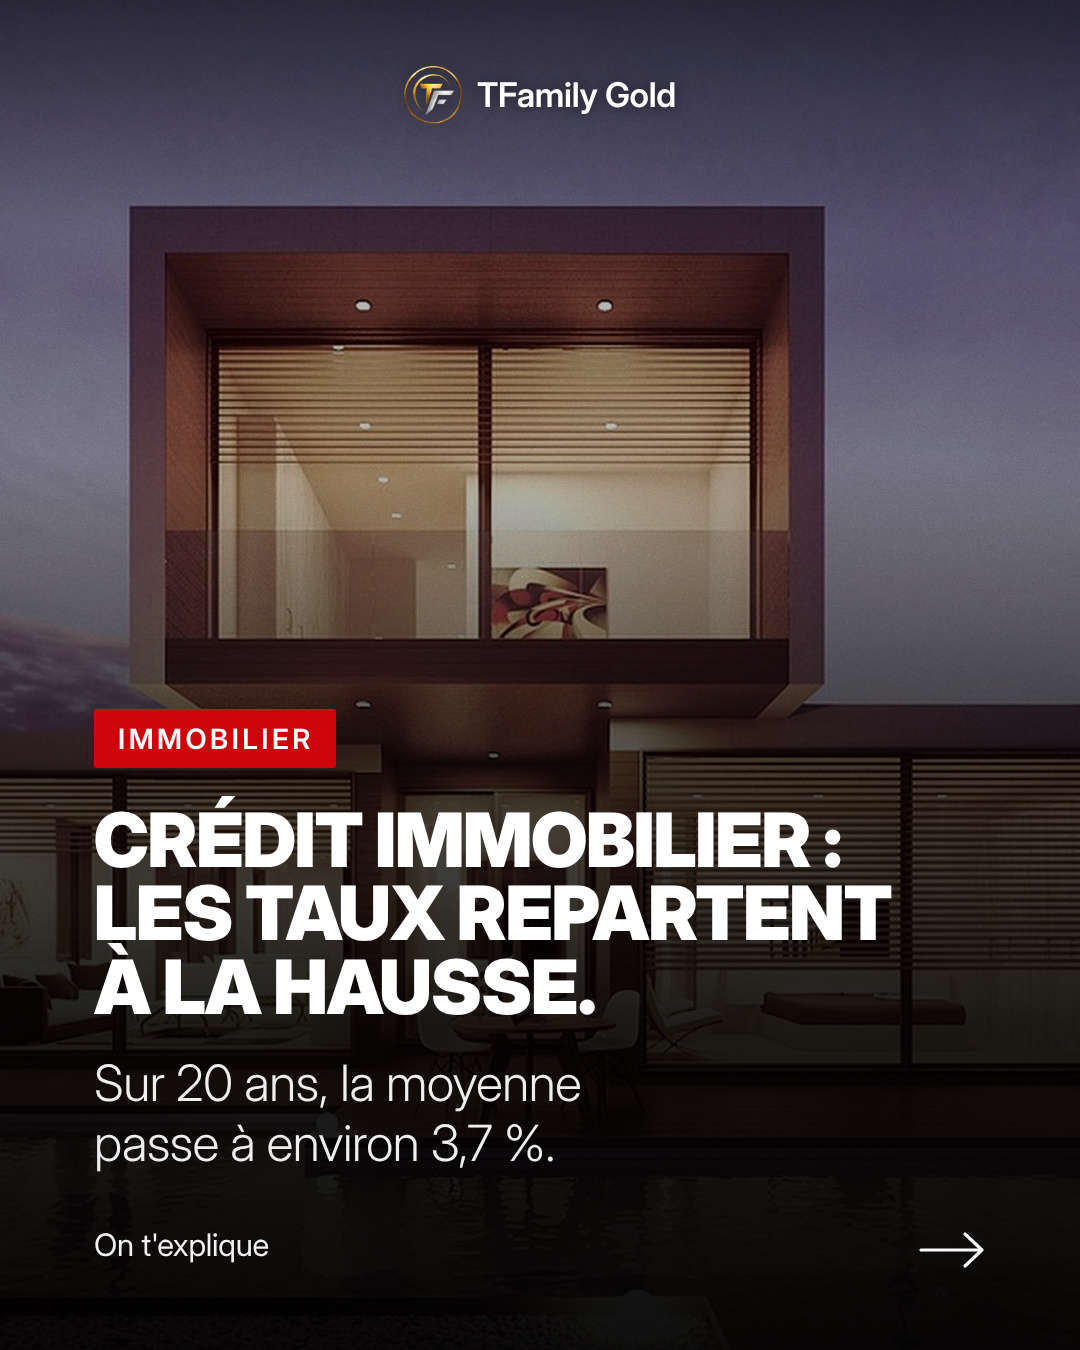 TF TFamily Gold
IMMOBILIER
CRÉDIT IMMOBILIER :
LES TAUX REPARTENT
À LA HAUSSE.
Sur 20 ans, la moyenne
passe à environ 3,7 %.
On t'explique